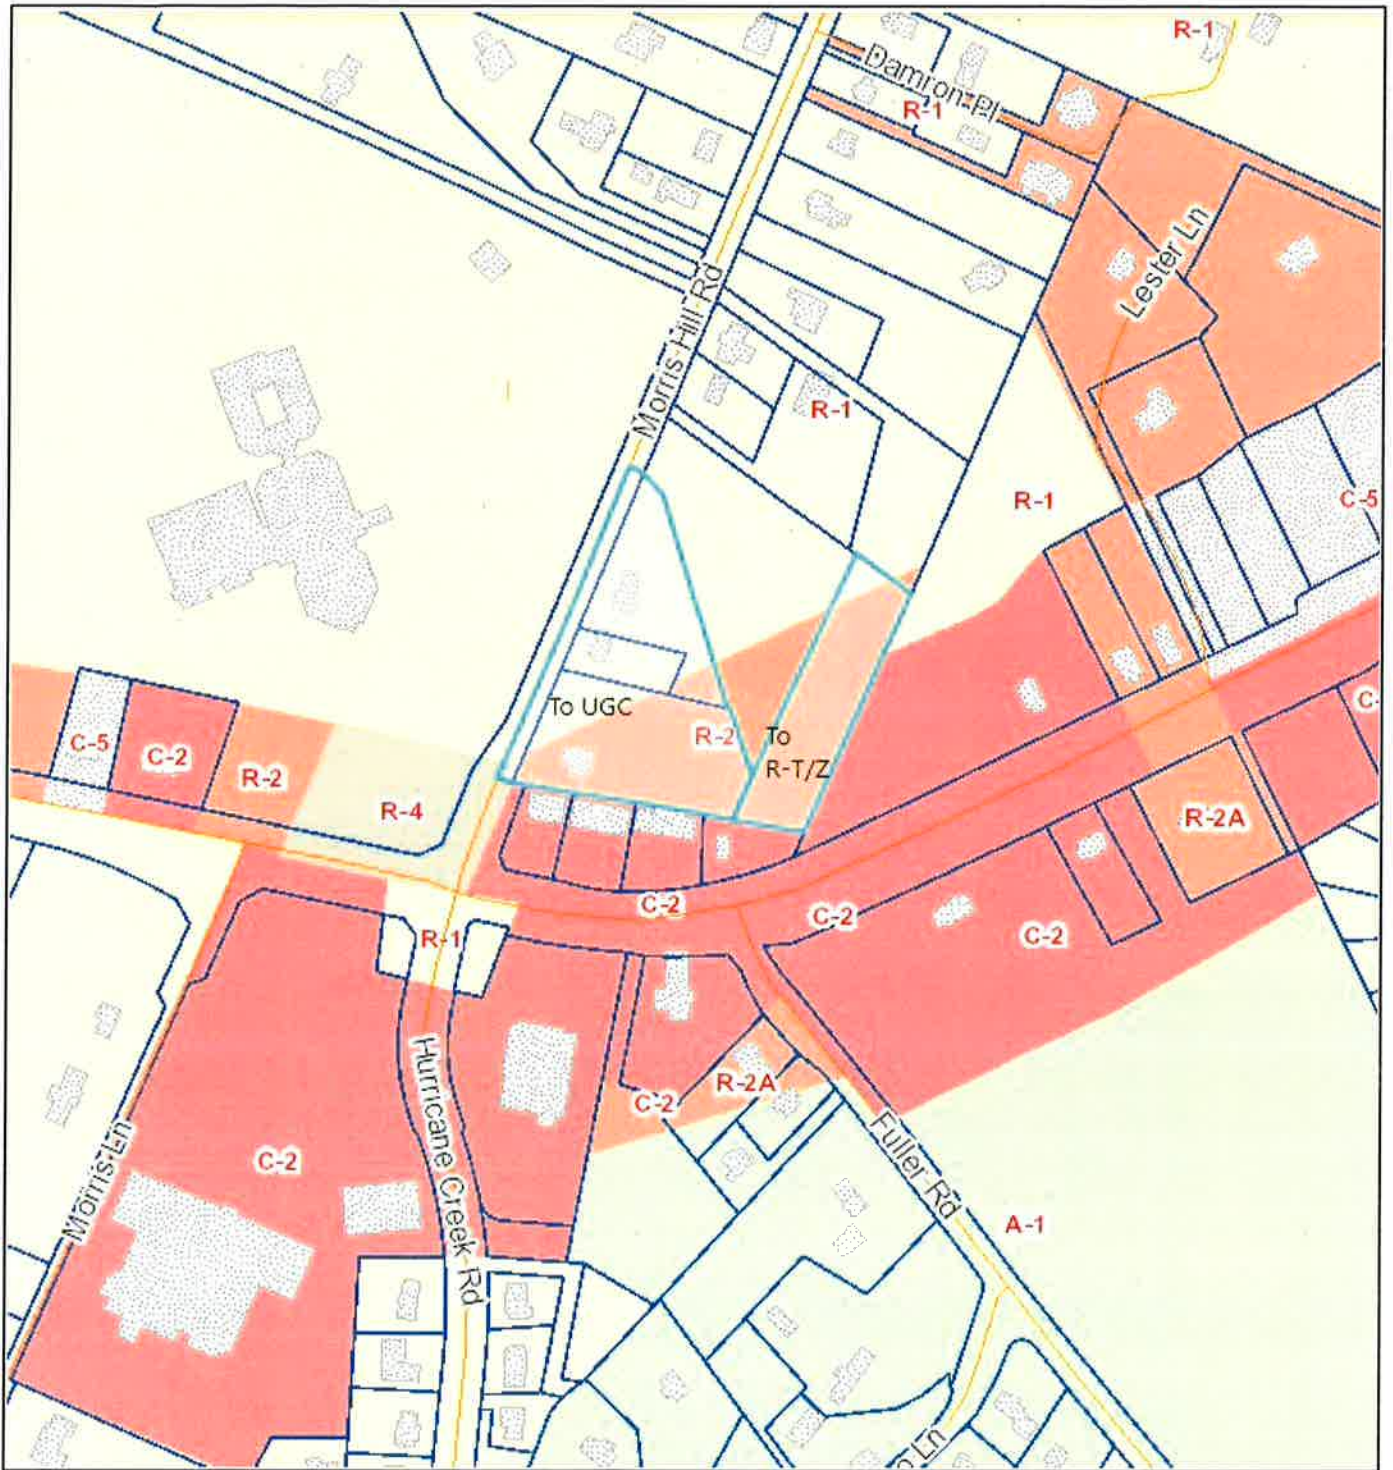 R-1
Damron Pl
R-1
Lester Ln
Morris Hill Rd
R-1
R-1
C-5
To UGC
R-2
To
R-T/Z
C-5
C-2
R-2
R-4
R-2A
C-2
C-2
C-2
R-1
R-2A
C-2
Hurricane Creek Rd
Morris Ln
C-2
Fuller Rd
A-1
Ln